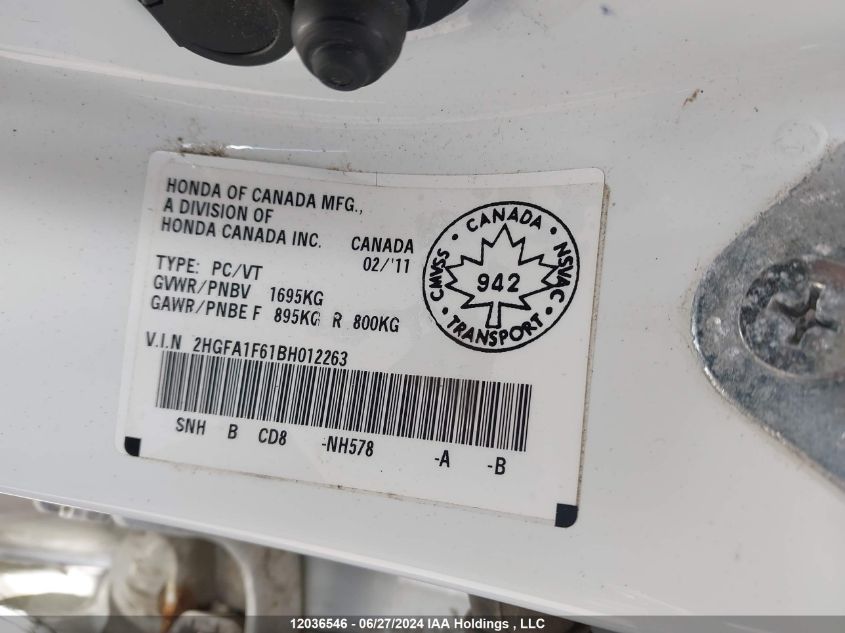 HONDA OF CANADA MFG.,
A DIVISION OF
HONDA CANADA INC. CANADA
02/'11
TYPE: PC/VT
GVWR/PNBV 1695KG
GAWR/PNBE F 895KG R 800KG
V.I.N 2HGFA1F61BH012263
SNH B CD8 -NH578 -A -B
CANADA
CMVSS · NSVAC
942
TRANSPORT
12036546 - 06/27/2024 IAA Holdings , LLC